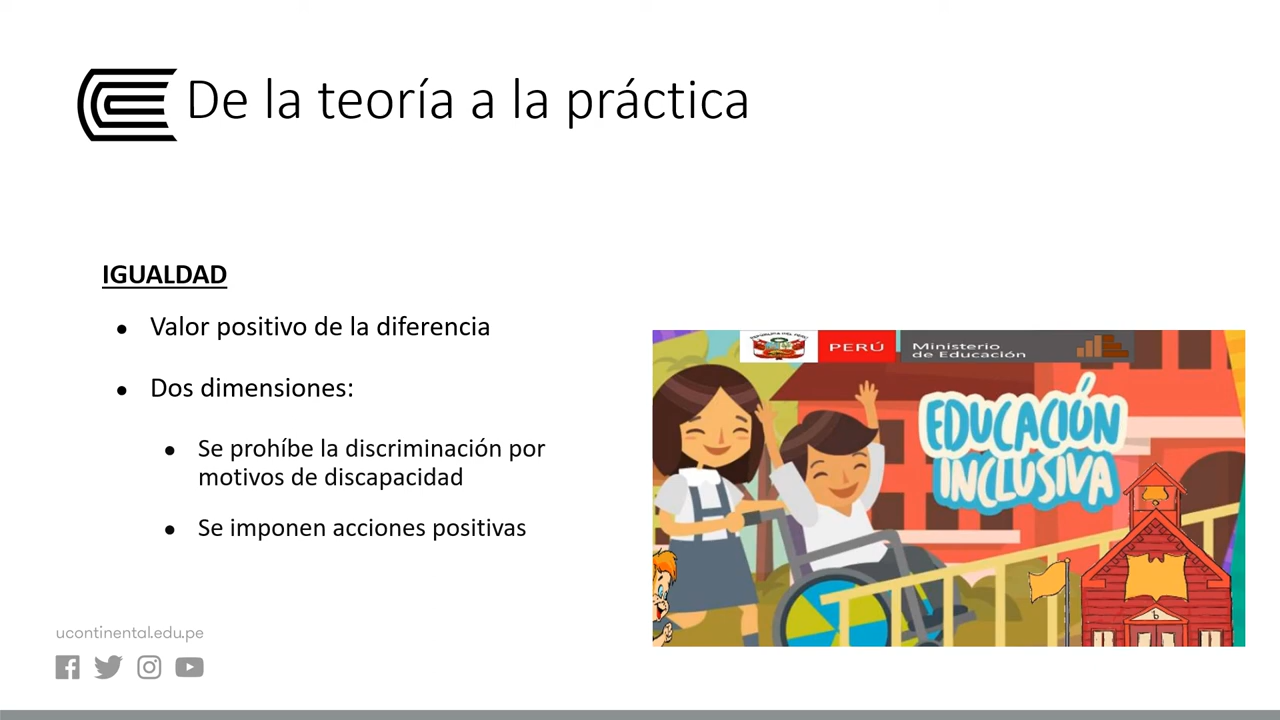 De la teoría a la práctica
IGUALDAD
● Valor positivo de la diferencia
● Dos dimensiones:
● Se prohíbe la discriminación por
motivos de discapacidad
● Se imponen acciones positivas
PERÚ
Ministerio
de Educación
EDUCACIÓN
INCLUSIVA
ucontinental.edu.pe